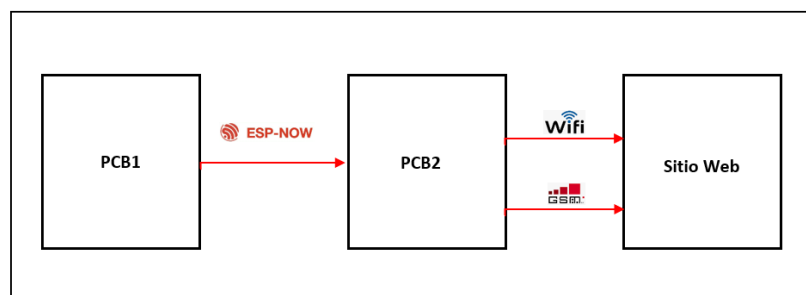 ESP-NOW
Wifi
PCB1
PCB2
Sitio Web
GSM